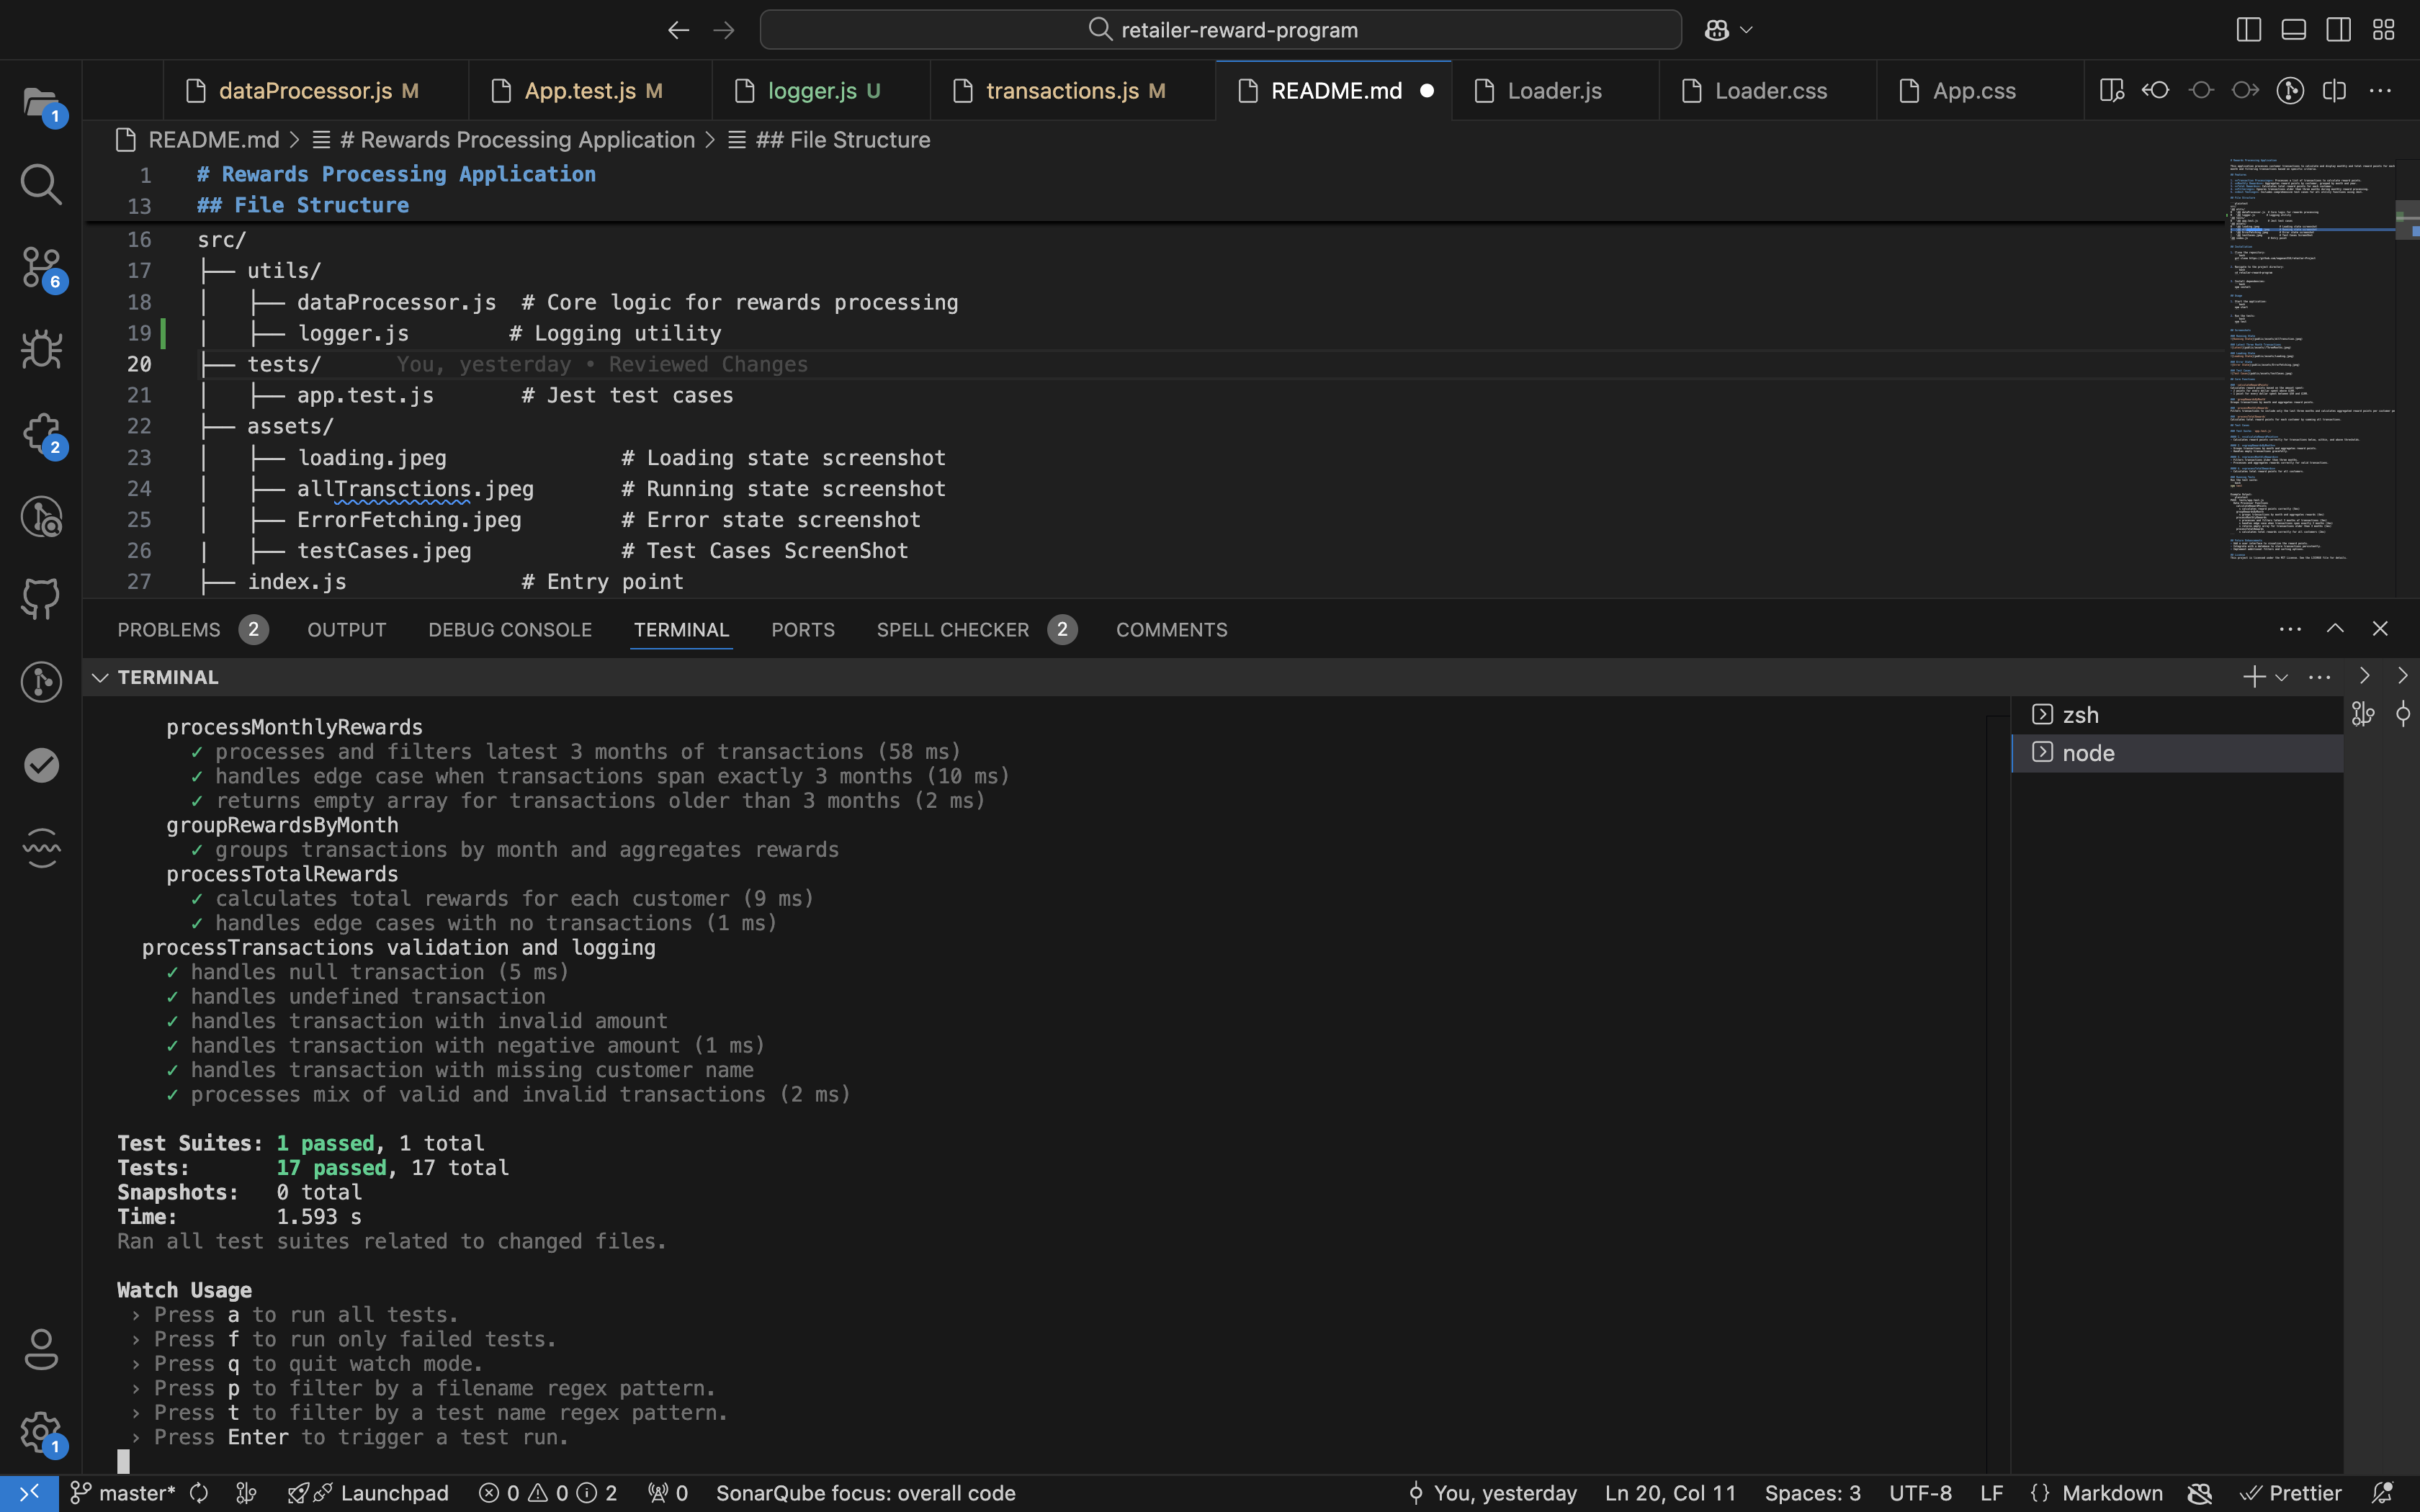 retailer-reward-program
dataProcessor.js M
App.test.js M
logger.js U
transactions.js M
README.md
Loader.js
Loader.css
App.css
1
README.md > # Rewards Processing Application > ## File Structure
1 # Rewards Processing Application
13 ## File Structure
16 src/
17 ├── utils/
18 │   ├── dataProcessor.js  # Core logic for rewards processing
19 │   ├── logger.js        # Logging utility
20 ├── tests/      You, yesterday • Reviewed Changes
21 │   ├── app.test.js       # Jest test cases
22 ├── assets/
23 │   ├── loading.jpeg              # Loading state screenshot
24 │   ├── allTransctions.jpeg       # Running state screenshot
25 │   ├── ErrorFetching.jpeg        # Error state screenshot
26 |   ├── testCases.jpeg            # Test Cases ScreenShot
27 ├── index.js              # Entry point
6
2
PROBLEMS 2 OUTPUT DEBUG CONSOLE TERMINAL PORTS SPELL CHECKER 2 COMMENTS
TERMINAL
zsh
node
processMonthlyRewards
✓ processes and filters latest 3 months of transactions (58 ms)
✓ handles edge case when transactions span exactly 3 months (10 ms)
✓ returns empty array for transactions older than 3 months (2 ms)
groupRewardsByMonth
✓ groups transactions by month and aggregates rewards
processTotalRewards
✓ calculates total rewards for each customer (9 ms)
✓ handles edge cases with no transactions (1 ms)
processTransactions validation and logging
✓ handles null transaction (5 ms)
✓ handles undefined transaction
✓ handles transaction with invalid amount
✓ handles transaction with negative amount (1 ms)
✓ handles transaction with missing customer name
✓ processes mix of valid and invalid transactions (2 ms)
Test Suites: 1 passed, 1 total
Tests:       17 passed, 17 total
Snapshots:   0 total
Time:        1.593 s
Ran all test suites related to changed files.
Watch Usage
› Press a to run all tests.
› Press f to run only failed tests.
› Press q to quit watch mode.
› Press p to filter by a filename regex pattern.
› Press t to filter by a test name regex pattern.
› Press Enter to trigger a test run.
1
master* Launchpad 0 0 2 0 SonarQube focus: overall code You, yesterday Ln 20, Col 11 Spaces: 3 UTF-8 LF {} Markdown Prettier